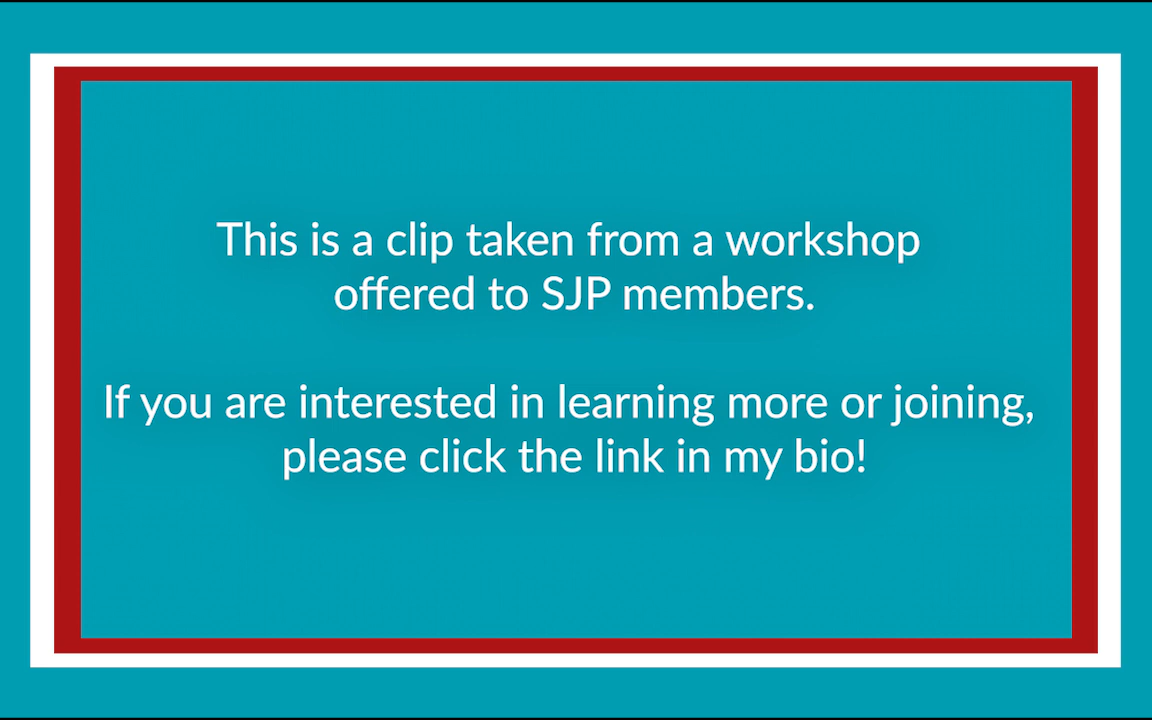 This is a clip taken from a workshop
offered to SJP members.
If you are interested in learning more or joining,
please click the link in my bio!